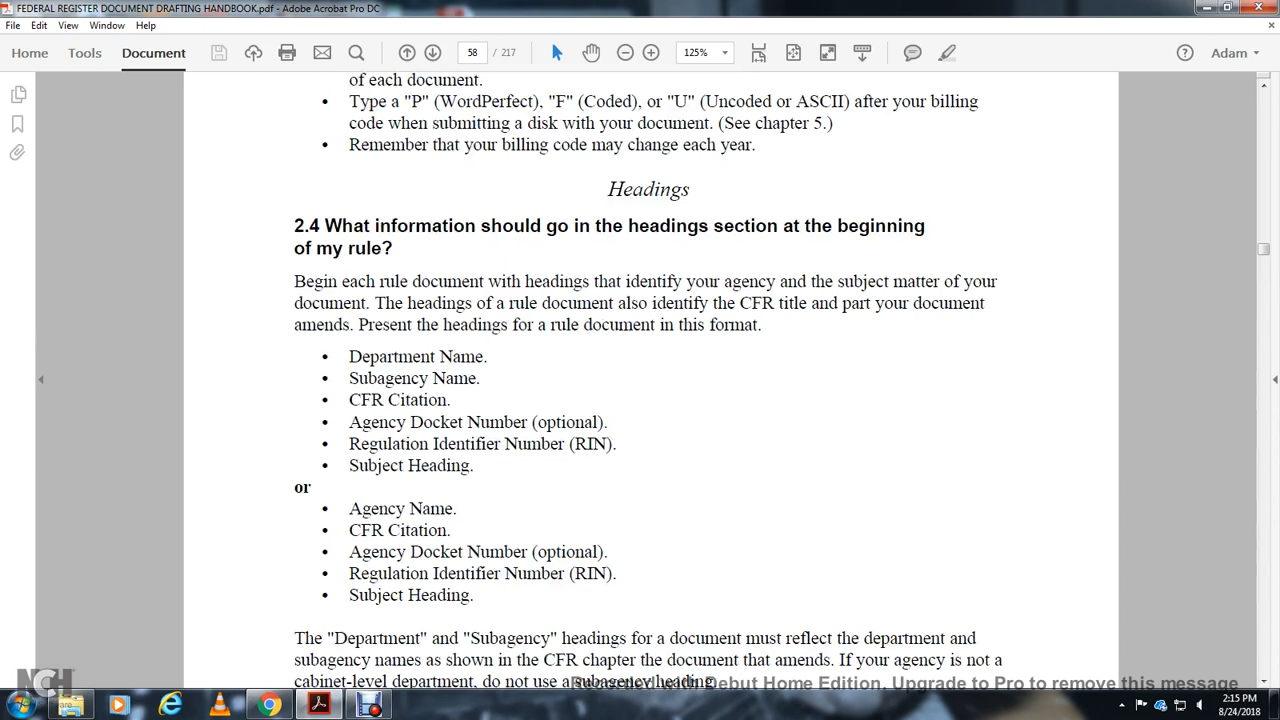 FEDERAL REGISTER DOCUMENT DRAFTING HANDBOOK.pdf - Adobe Acrobat Pro DC
File Edit View Window Help
Home Tools Document 58 / 217 125% Adam
of each document.
• Type a "P" (WordPerfect), "F" (Coded), or "U" (Uncoded or ASCII) after your billing
code when submitting a disk with your document. (See chapter 5.)
• Remember that your billing code may change each year.
Headings
2.4 What information should go in the headings section at the beginning
of my rule?
Begin each rule document with headings that identify your agency and the subject matter of your
document. The headings of a rule document also identify the CFR title and part your document
amends. Present the headings for a rule document in this format.
• Department Name.
• Subagency Name.
• CFR Citation.
• Agency Docket Number (optional).
• Regulation Identifier Number (RIN).
• Subject Heading.
or
• Agency Name.
• CFR Citation.
• Agency Docket Number (optional).
• Regulation Identifier Number (RIN).
• Subject Heading.
The "Department" and "Subagency" headings for a document must reflect the department and
subagency names as shown in the CFR chapter the document that amends. If your agency is not a
cabinet-level department, do not use a subagency heading
Recorded with Debut Home Edition. Upgrade to Pro to remove this message
NCH
2:15 PM
8/24/2018